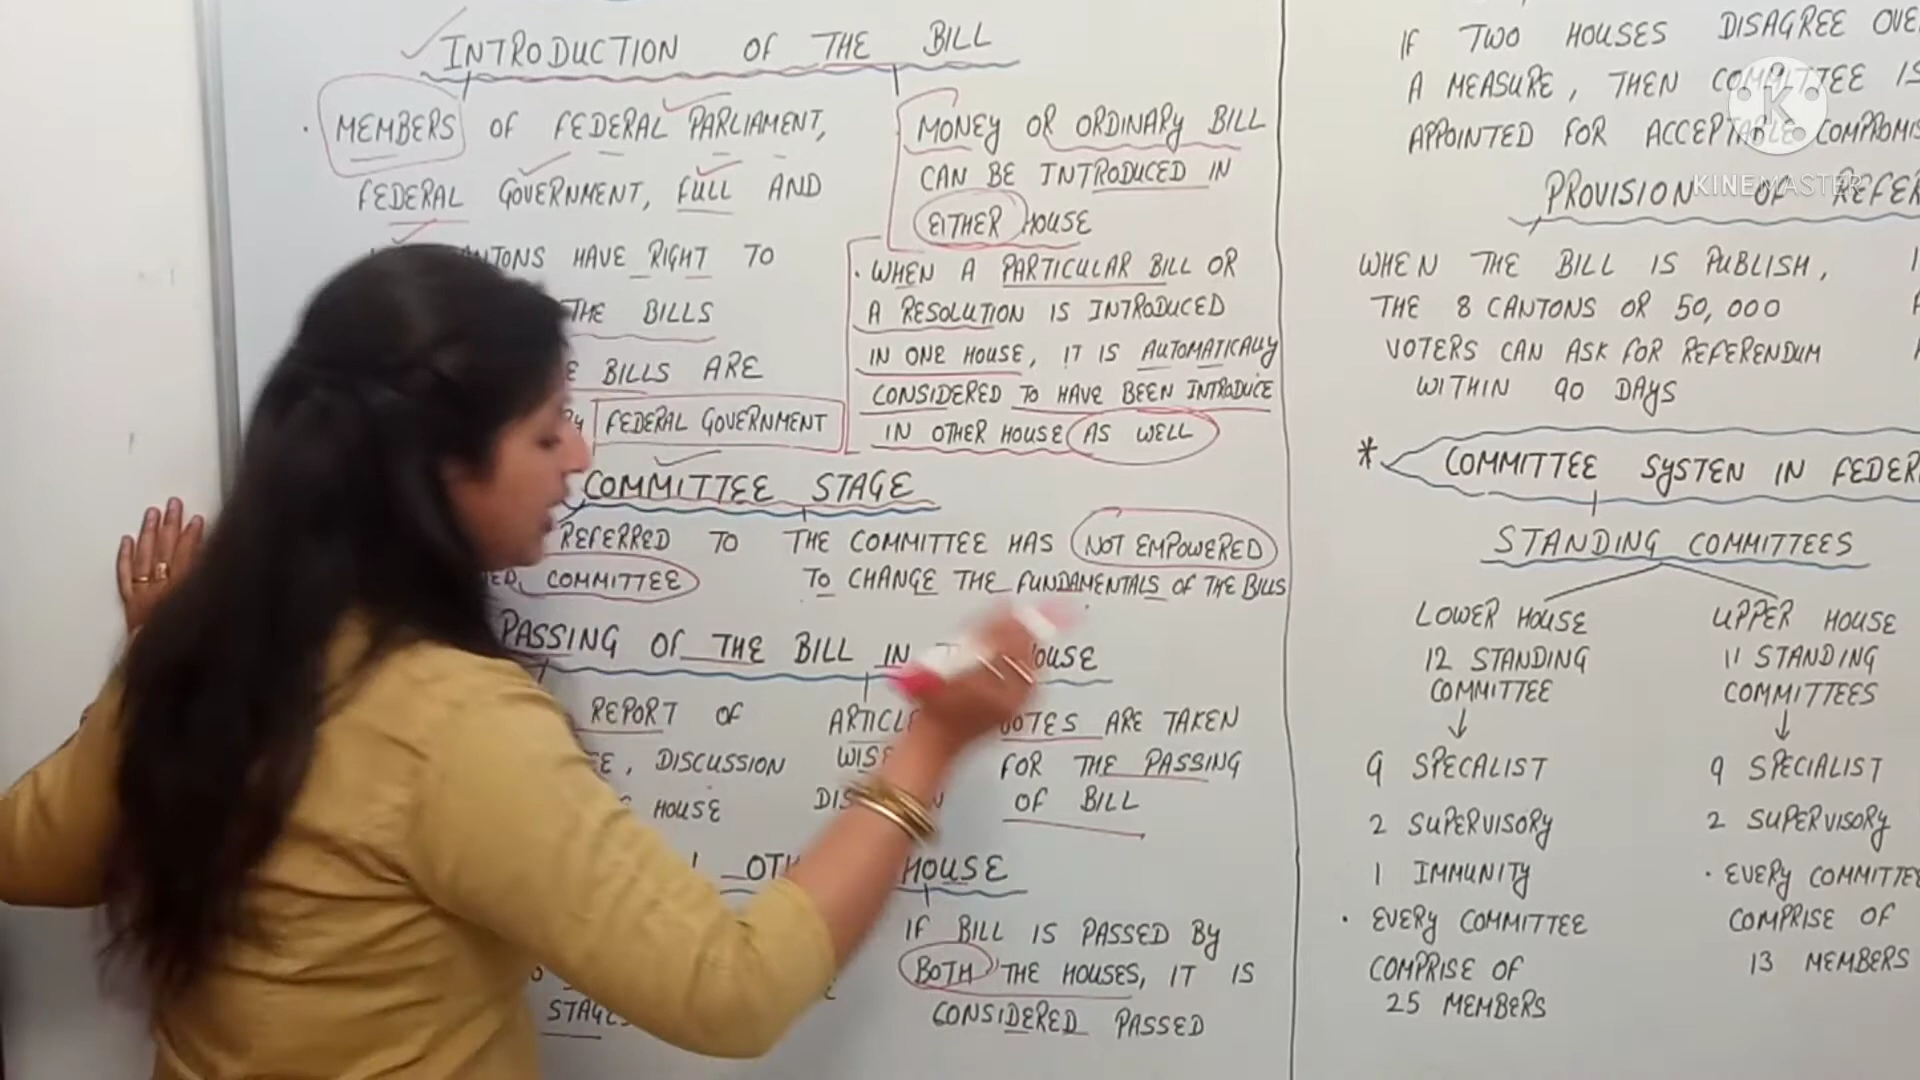 INTRODUCTION OF THE BILL
. MEMBERS OF FEDERAL PARLIAMENT,
FEDERAL GOVERNMENT, FULL AND
HAVE RIGHT TO
THE BILLS
BILLS ARE
FEDERAL GOVERNMENT
MONEY OR ORDINARY BILL
CAN BE INTRODUCED IN
EITHER HOUSE
. WHEN A PARTICULAR BILL OR
A RESOLUTION IS INTRODUCED
IN ONE HOUSE, IT IS AUTOMATICALLY
CONSIDERED TO HAVE BEEN INTRODUCE
IN OTHER HOUSE AS WELL
COMMITTEE STAGE
REFERRED TO
COMMITTEE
THE COMMITTEE HAS NOT EMPOWERED
TO CHANGE THE FUNDAMENTALS OF THE BILLS
PASSING OF THE BILL IN
REPORT OF
, DISCUSSION
HOUSE
VOTES ARE TAKEN
FOR THE PASSING
OF BILL
HOUSE
IF BILL IS PASSED BY
BOTH THE HOUSES, IT IS
CONSIDERED PASSED
IF TWO HOUSES DISAGREE
A MEASURE, THEN COMMITTEE IS
APPOINTED FOR ACCEPTABLE
PROVISION OF
WHEN THE BILL IS PUBLISH,
THE 8 CANTONS OR 50,000
VOTERS CAN ASK FOR REFERENDUM
WITHIN 90 DAYS
* COMMITTEE SYSTEN IN
STANDING COMMITTEES
LOWER HOUSE
12 STANDING
COMMITTEE
9 SPECALIST
2 SUPERVISORY
1 IMMUNITY
. EVERY COMMITTEE
COMPRISE OF
25 MEMBERS
UPPER HOUSE
11 STANDING
COMMITTEES
9 SPECIALIST
2 SUPERVISORY
. EVERY COMMITTEE
COMPRISE OF
13 MEMBERS
K
KINEMASTER